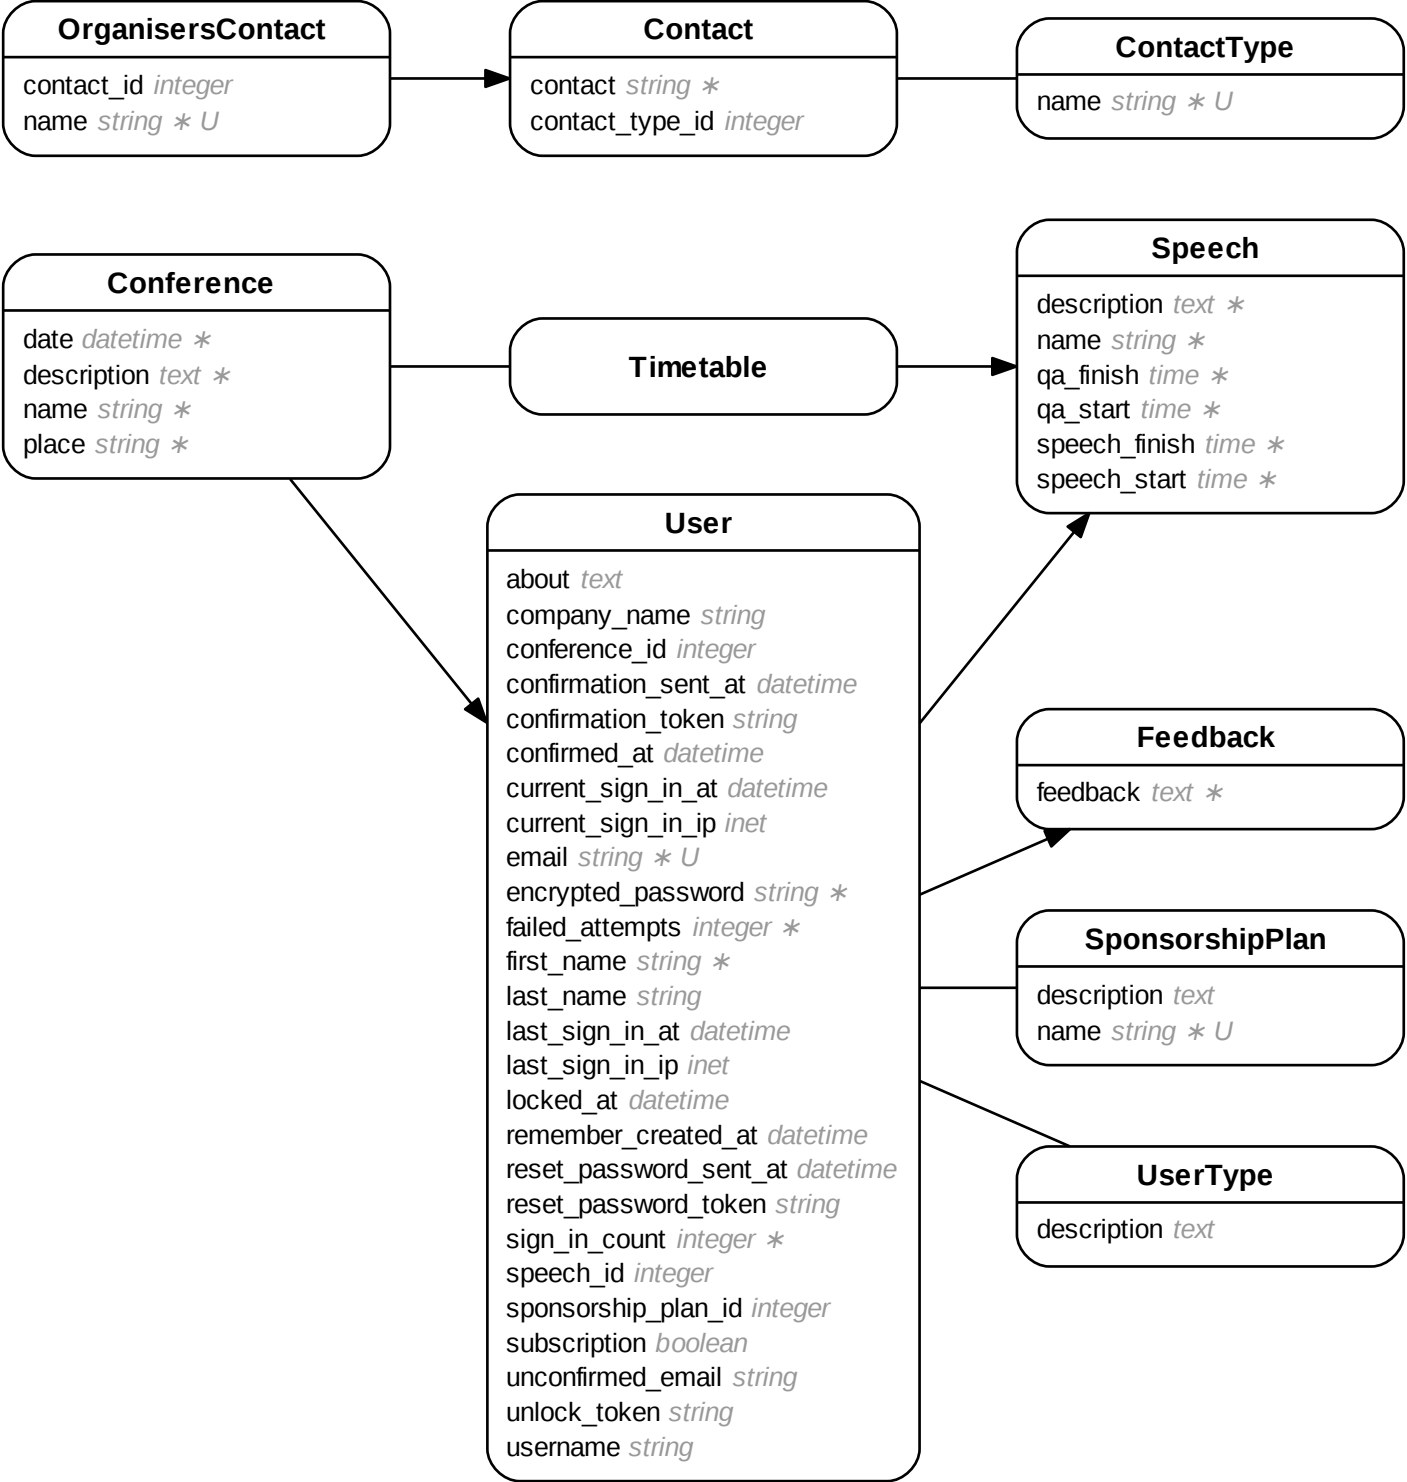 OrganisersContact
contact_id integer
name string ∗ U
Contact
contact string ∗
contact_type_id integer
ContactType
name string ∗ U
Conference
date datetime ∗
description text ∗
name string ∗
place string ∗
Timetable
Speech
description text ∗
name string ∗
qa_finish time ∗
qa_start time ∗
speech_finish time ∗
speech_start time ∗
User
about text
company_name string
conference_id integer
confirmation_sent_at datetime
confirmation_token string
confirmed_at datetime
current_sign_in_at datetime
current_sign_in_ip inet
email string ∗ U
encrypted_password string ∗
failed_attempts integer ∗
first_name string ∗
last_name string
last_sign_in_at datetime
last_sign_in_ip inet
locked_at datetime
remember_created_at datetime
reset_password_sent_at datetime
reset_password_token string
sign_in_count integer ∗
speech_id integer
sponsorship_plan_id integer
subscription boolean
unconfirmed_email string
unlock_token string
username string
Feedback
feedback text ∗
SponsorshipPlan
description text
name string ∗ U
UserType
description text